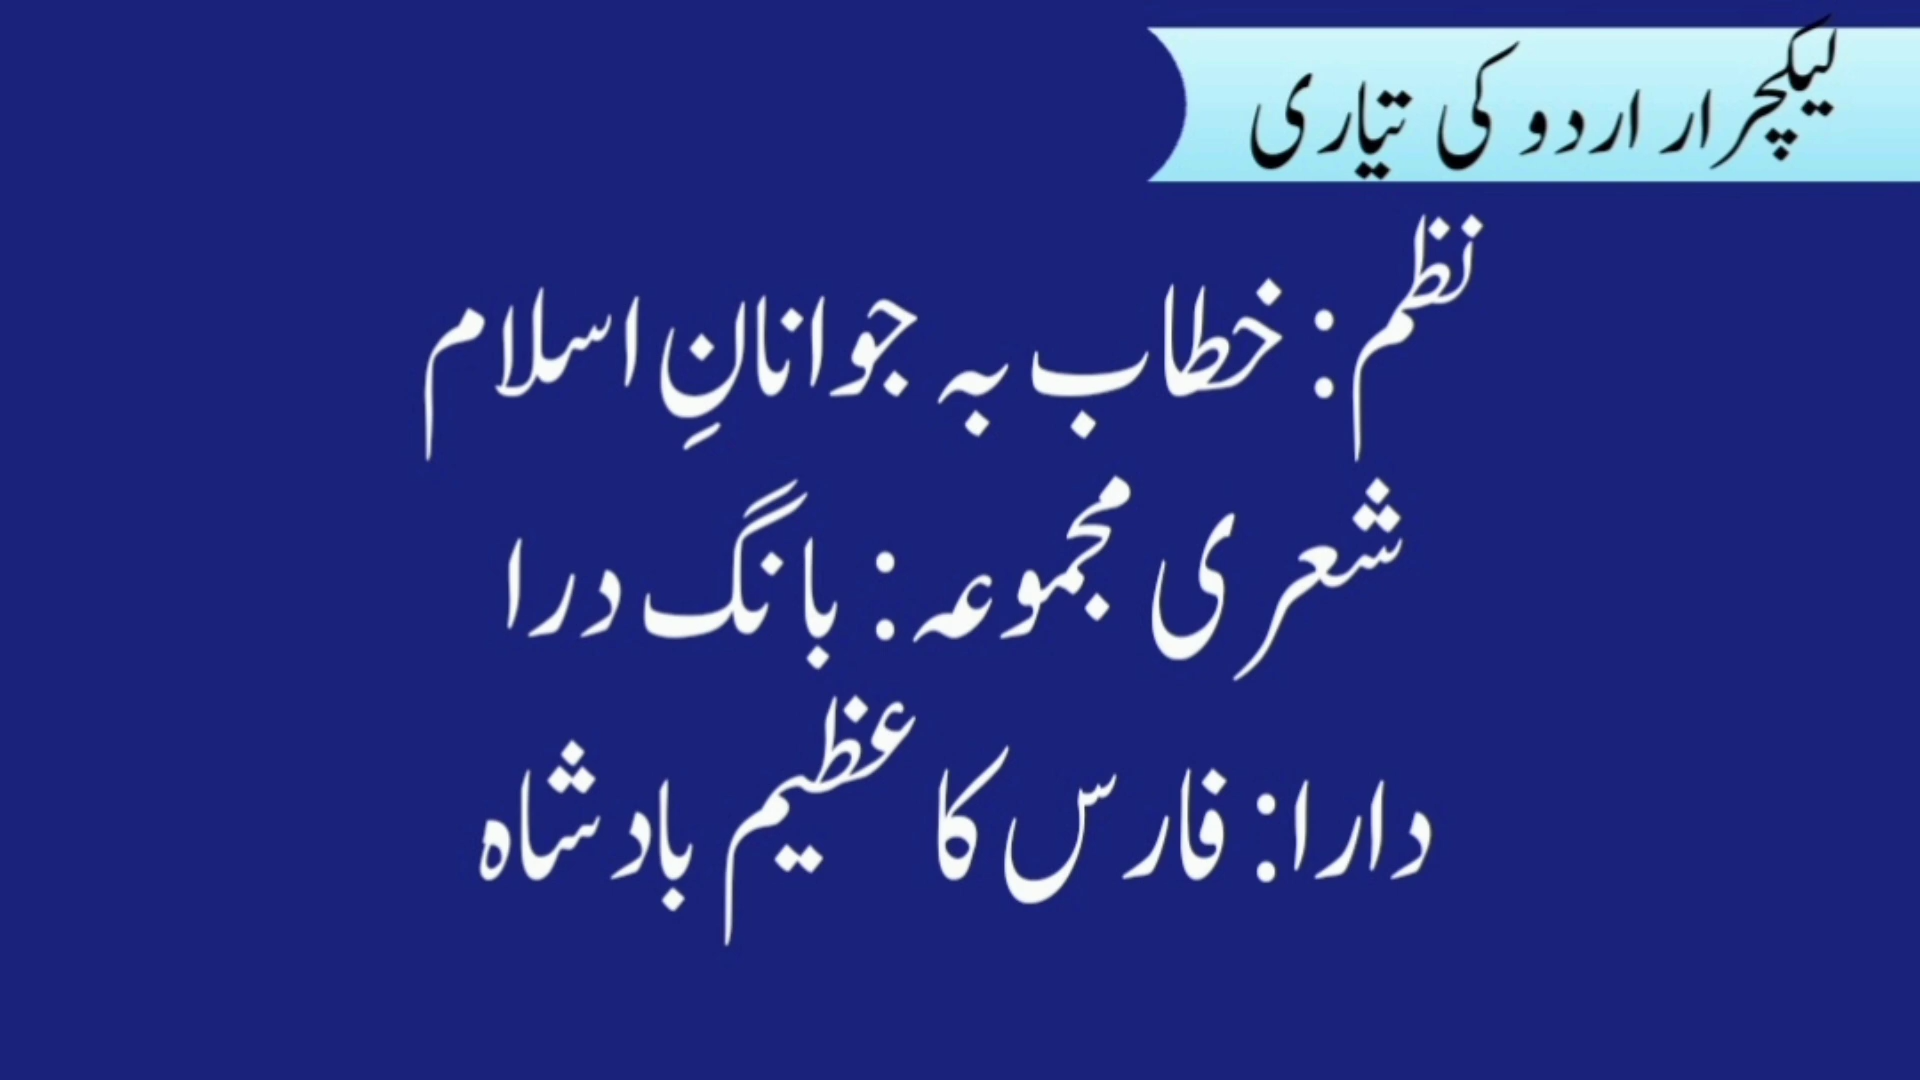 لیکچرار اردو کی تیاری
نظم: خطاب بہ جوانانِ اسلام
شعری مجموعہ: بانگ درا
دارا: فارس کا عظیم بادشاہ